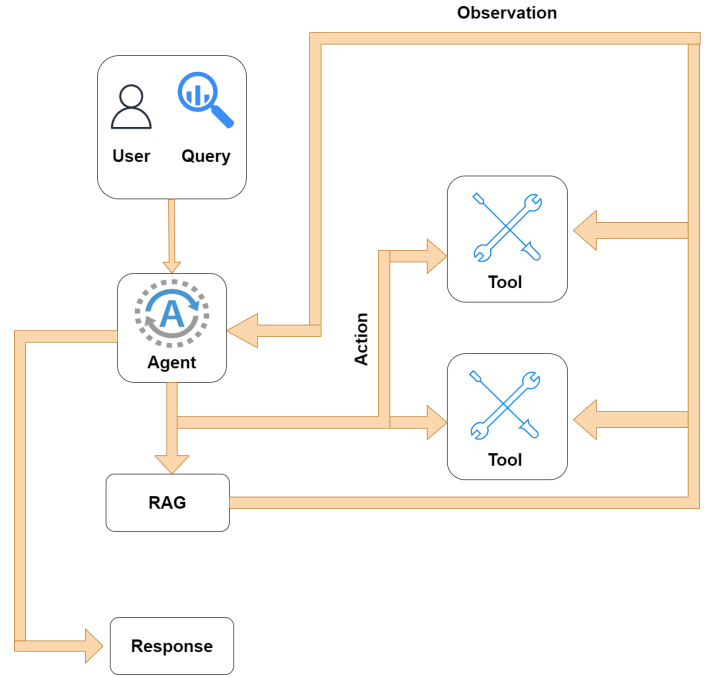 Observation
User
Query
Tool
A
Agent
Action
Tool
RAG
Response